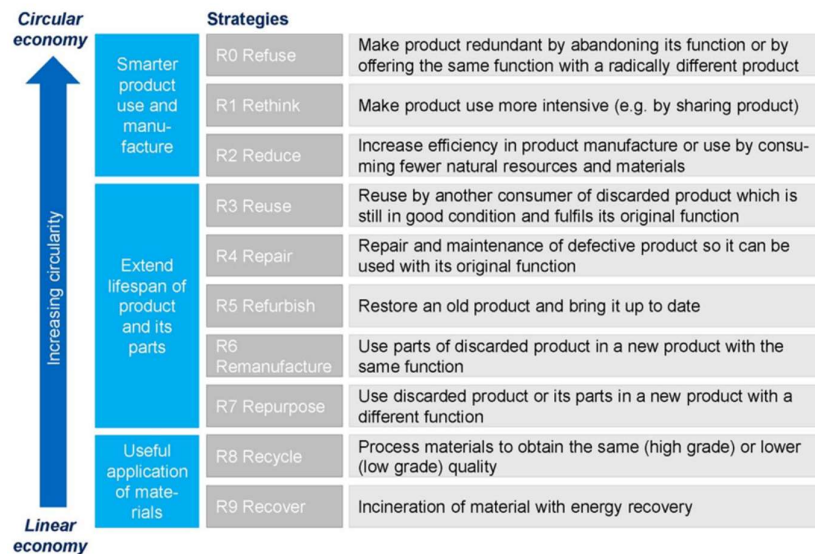 Circular
economy
Strategies
Increasing circularity
Linear
economy
Smarter
product
use and
manu-
facture
R0 Refuse
Make product redundant by abandoning its function or by
offering the same function with a radically different product
R1 Rethink
Make product use more intensive (e.g. by sharing product)
R2 Reduce
Increase efficiency in product manufacture or use by consu-
ming fewer natural resources and materials
Extend
lifespan of
product
and its
parts
R3 Reuse
Reuse by another consumer of discarded product which is
still in good condition and fulfils its original function
R4 Repair
Repair and maintenance of defective product so it can be
used with its original function
R5 Refurbish
Restore an old product and bring it up to date
R6
Remanufacture
Use parts of discarded product in a new product with the
same function
R7 Repurpose
Use discarded product or its parts in a new product with a
different function
Useful
application
of mate-
rials
R8 Recycle
Process materials to obtain the same (high grade) or lower
(low grade) quality
R9 Recover
Incineration of material with energy recovery